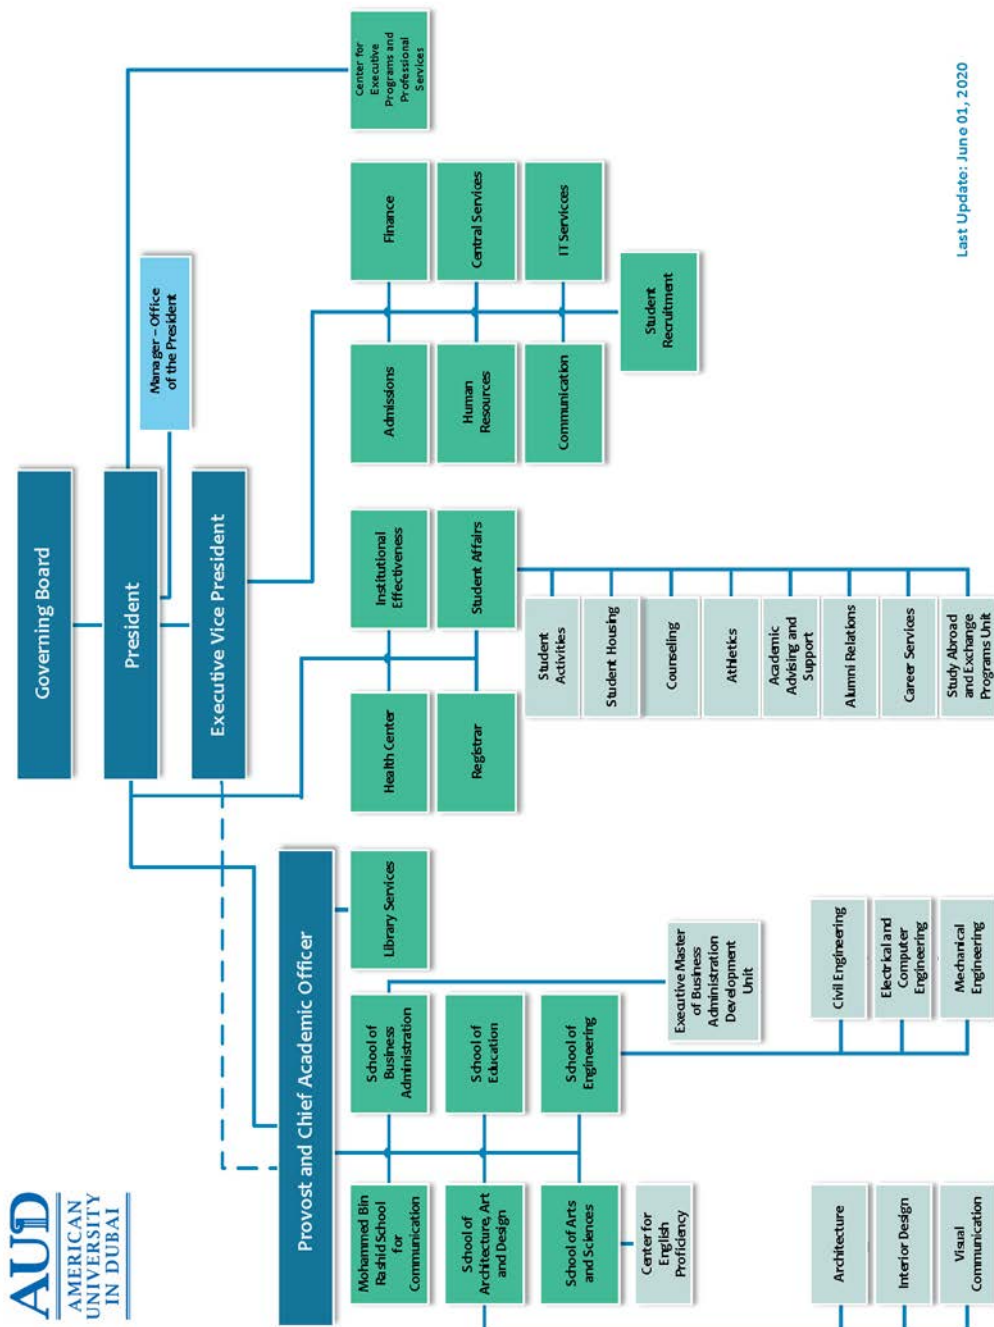 AUD
AMERICAN
UNIVERSITY
IN DUBAI
Governing Board
President
Manager – Office
of the President
Executive Vice President
Provost and Chief Academic Officer
Mohammed Bin
Rashid School
for
Communication
School of
Business
Administration
Library Services
School of
Architecture, Art
and Design
School of
Education
School of Arts
and Sciences
School of
Engineering
Center for
English
Proficiency
Executive Master
of Business
Administration
Development
Unit
Architecture
Interior Design
Visual
Communication
Civil Engineering
Electrical and
Computer
Engineering
Mechanical
Engineering
Health Center
Institutional
Effectiveness
Registrar
Student Affairs
Student
Activities
Student Housing
Counseling
Athletics
Academic
Advising and
Support
Alumni Relations
Career Services
Study Abroad
and Exchange
Programs Unit
Admissions
Finance
Human
Resources
Central Services
Communication
IT Servicces
Student
Recruitment
Center for
Executive
Programs and
Professional
Services
Last Update: June 01, 2020